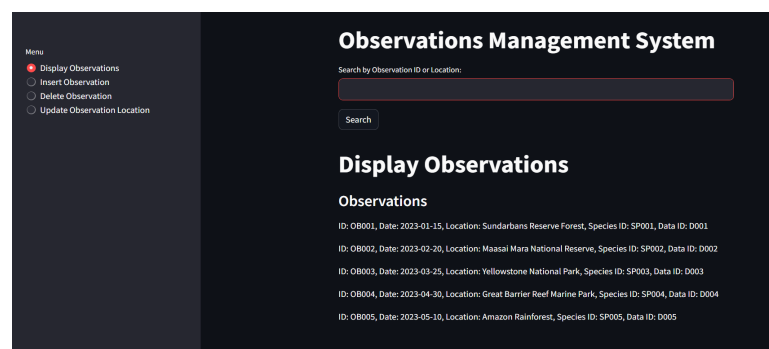 Menu
Display Observations
Insert Observation
Delete Observation
Update Observation Location
Observations Management System
Search by Observation ID or Location:
Search
Display Observations
Observations
ID: OB001, Date: 2023-01-15, Location: Sundarbans Reserve Forest, Species ID: SP001, Data ID: D001
ID: OB002, Date: 2023-02-20, Location: Maasai Mara National Reserve, Species ID: SP002, Data ID: D002
ID: OB003, Date: 2023-03-25, Location: Yellowstone National Park, Species ID: SP003, Data ID: D003
ID: OB004, Date: 2023-04-30, Location: Great Barrier Reef Marine Park, Species ID: SP004, Data ID: D004
ID: OB005, Date: 2023-05-10, Location: Amazon Rainforest, Species ID: SP005, Data ID: D005